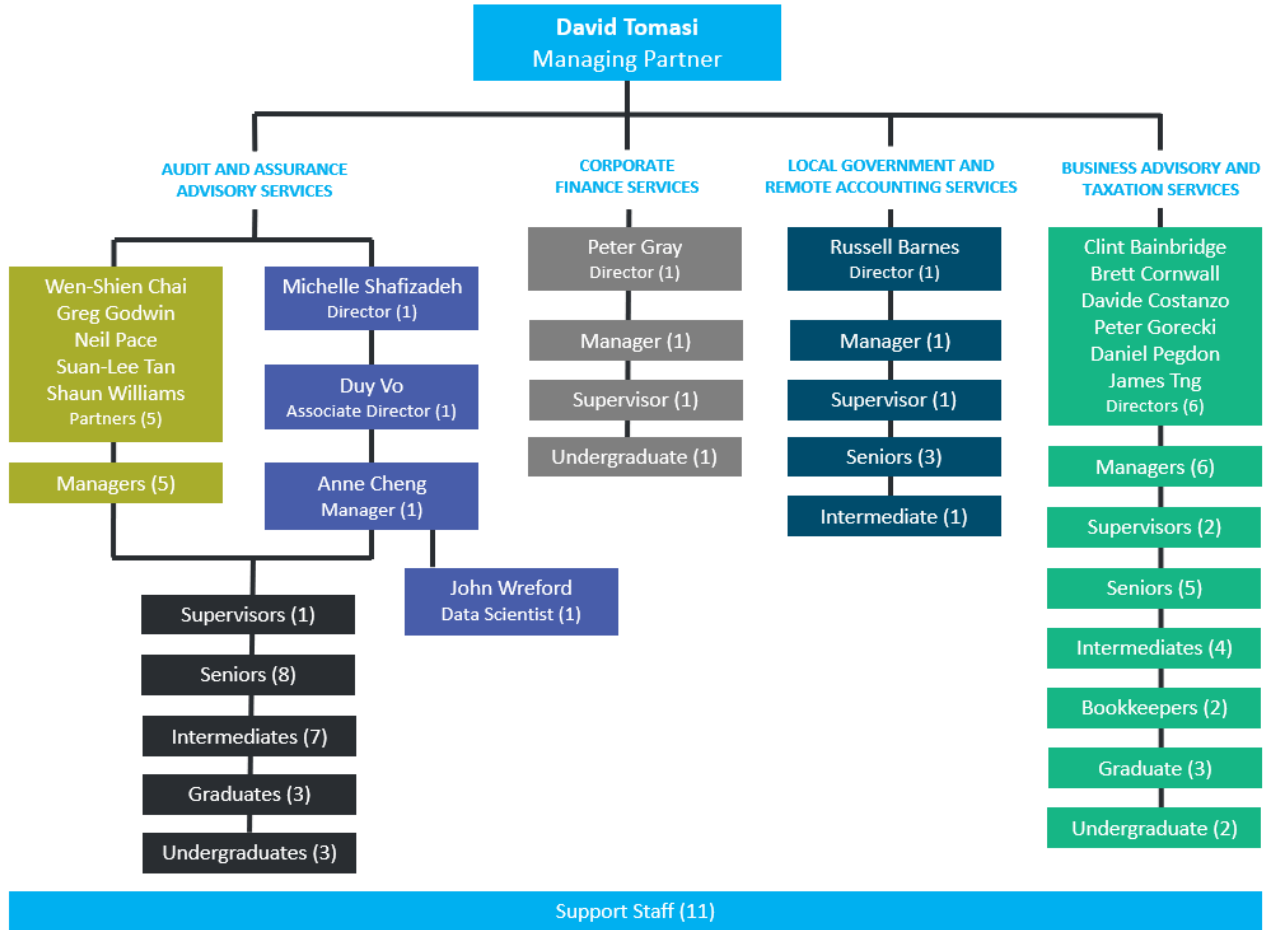 David Tomasi
Managing Partner
AUDIT AND ASSURANCE
ADVISORY SERVICES
Wen-Shien Chai
Greg Godwin
Neil Pace
Suan-Lee Tan
Shaun Williams
Partners (5)
Managers (5)
Michelle Shafizadeh
Director (1)
Duy Vo
Associate Director (1)
Anne Cheng
Manager (1)
John Wreford
Data Scientist (1)
Supervisors (1)
Seniors (8)
Intermediates (7)
Graduates (3)
Undergraduates (3)
CORPORATE
FINANCE SERVICES
Peter Gray
Director (1)
Manager (1)
Supervisor (1)
Undergraduate (1)
LOCAL GOVERNMENT AND
REMOTE ACCOUNTING SERVICES
Russell Barnes
Director (1)
Manager (1)
Supervisor (1)
Seniors (3)
Intermediate (1)
BUSINESS ADVISORY AND
TAXATION SERVICES
Clint Bainbridge
Brett Cornwall
Davide Costanzo
Peter Gorecki
Daniel Pegdon
James Tng
Directors (6)
Managers (6)
Supervisors (2)
Seniors (5)
Intermediates (4)
Bookkeepers (2)
Graduate (3)
Undergraduate (2)
Support Staff (11)